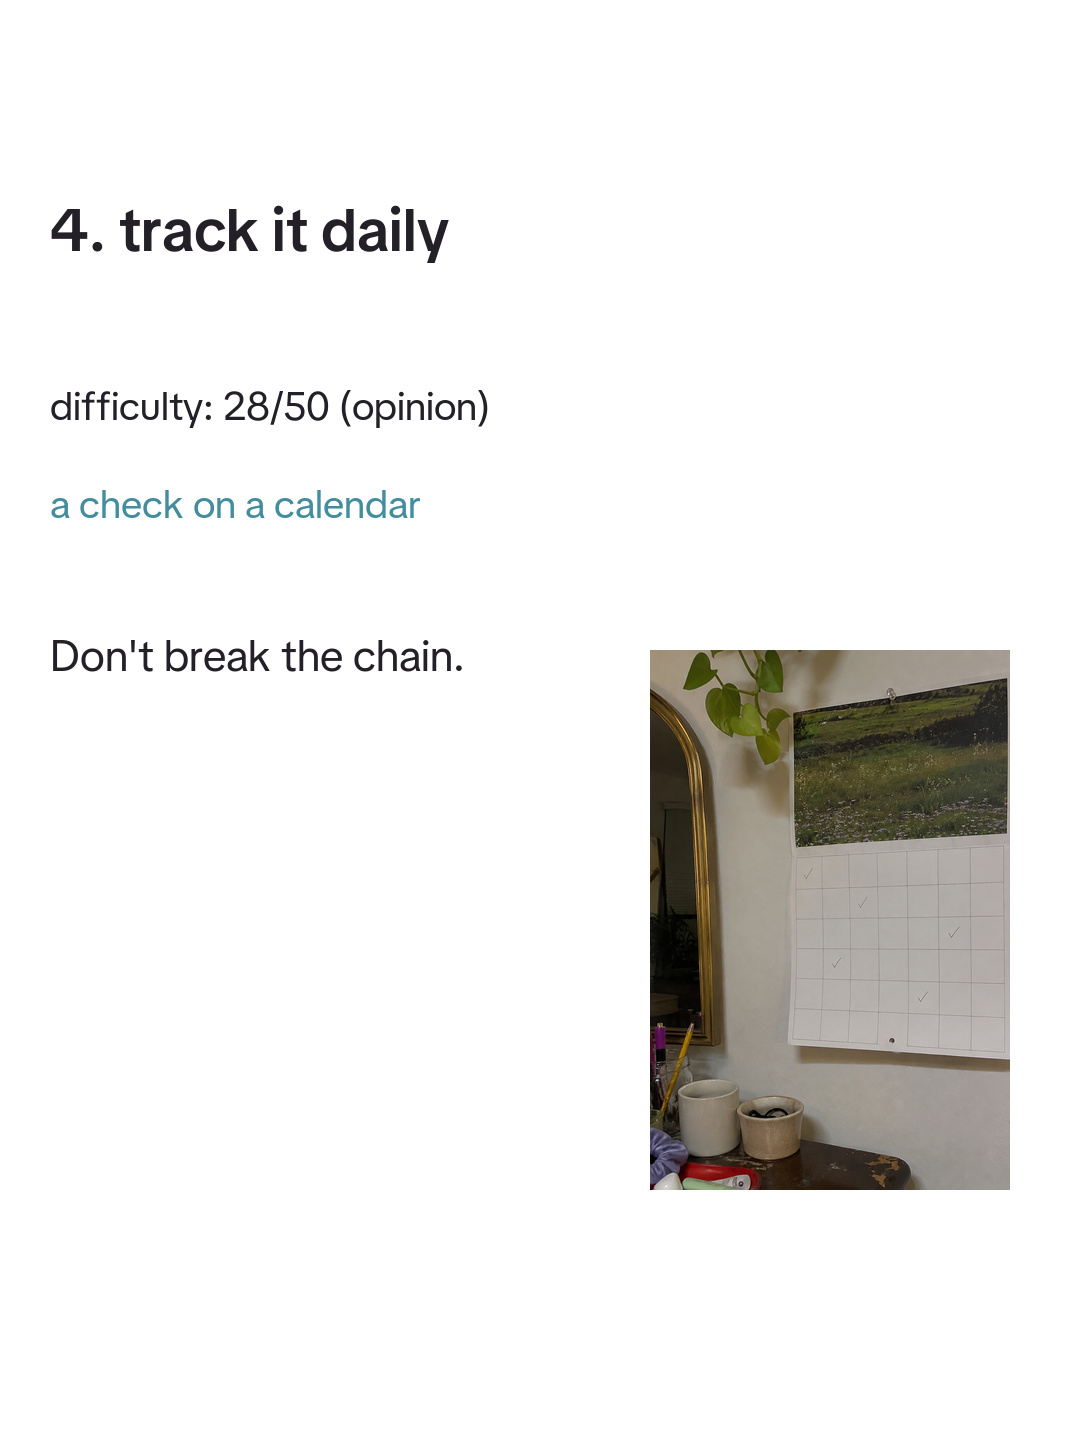 4. track it daily
difficulty: 28/50 (opinion)
a check on a calendar
Don't break the chain.